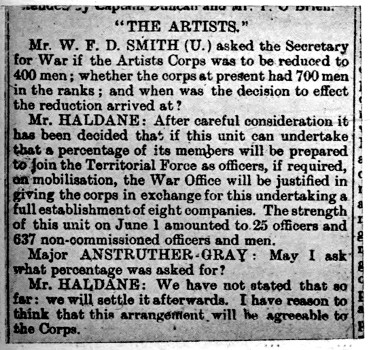 by Captain Duncan and Mr. F. O'Brien.
"THE ARTISTS."
Mr. W. F. D. SMITH (U.) asked the Secretary
for War if the Artists Corps was to be reduced to
400 men; whether the corps at present had 700 men
in the ranks; and when was the decision to effect
the reduction arrived at?
Mr. HALDANE: After careful consideration it
has been decided that if this unit can undertake
that a percentage of its members will be prepared
to join the Territorial Force as officers, if required,
on mobilisation, the War Office will be justified in
giving the corps in exchange for this undertaking a
full establishment of eight companies. The strength
of this unit on June 1 amounted to 25 officers and
637 non-commissioned officers and men.
Major ANSTRUTHER-GRAY: May I ask
what percentage was asked for?
Mr. HALDANE: We have not stated that so
far: we will settle it afterwards. I have reason to
think that this arrangement will be agreeable to
the Corps.